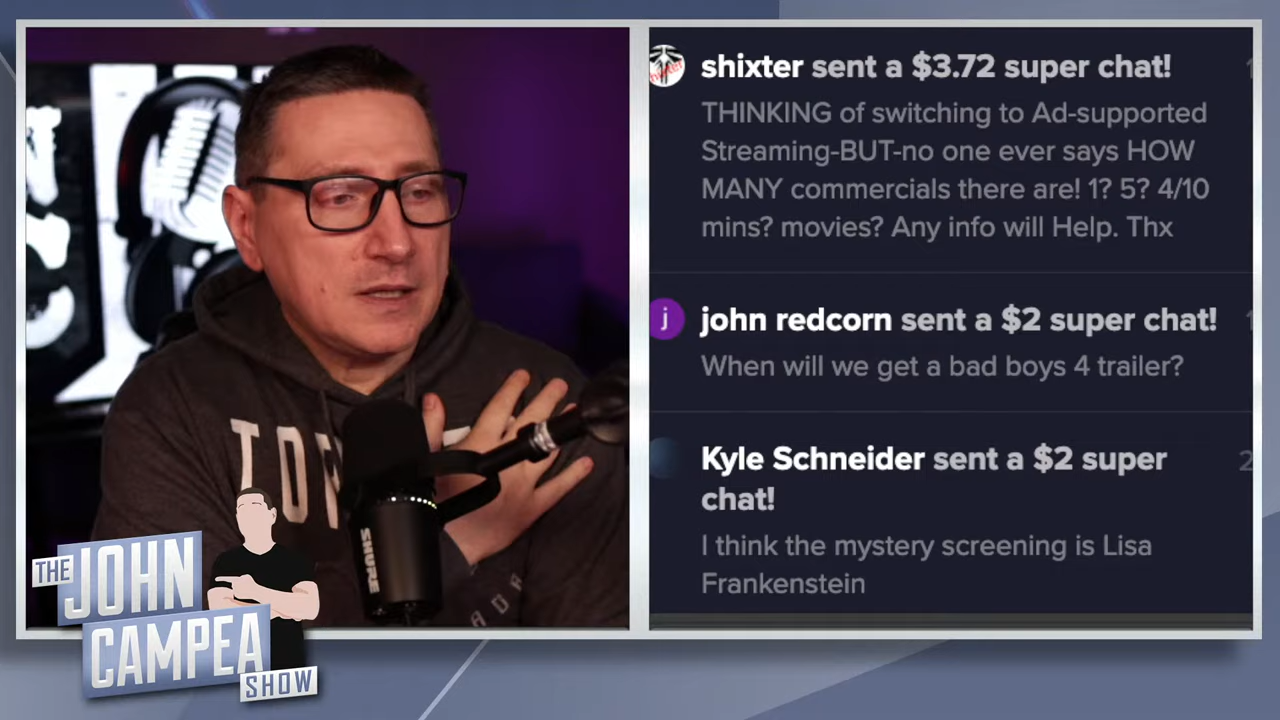 shixter sent a $3.72 super chat!
THINKING of switching to Ad-supported
Streaming-BUT-no one ever says HOW
MANY commercials there are! 1? 5? 4/10
mins? movies? Any info will Help. Thx
j
john redcorn sent a $2 super chat!
When will we get a bad boys 4 trailer?
Kyle Schneider sent a $2 super
chat!
I think the mystery screening is Lisa
Frankenstein
SHURE
THE
JOHN
CAMPEA
SHOW